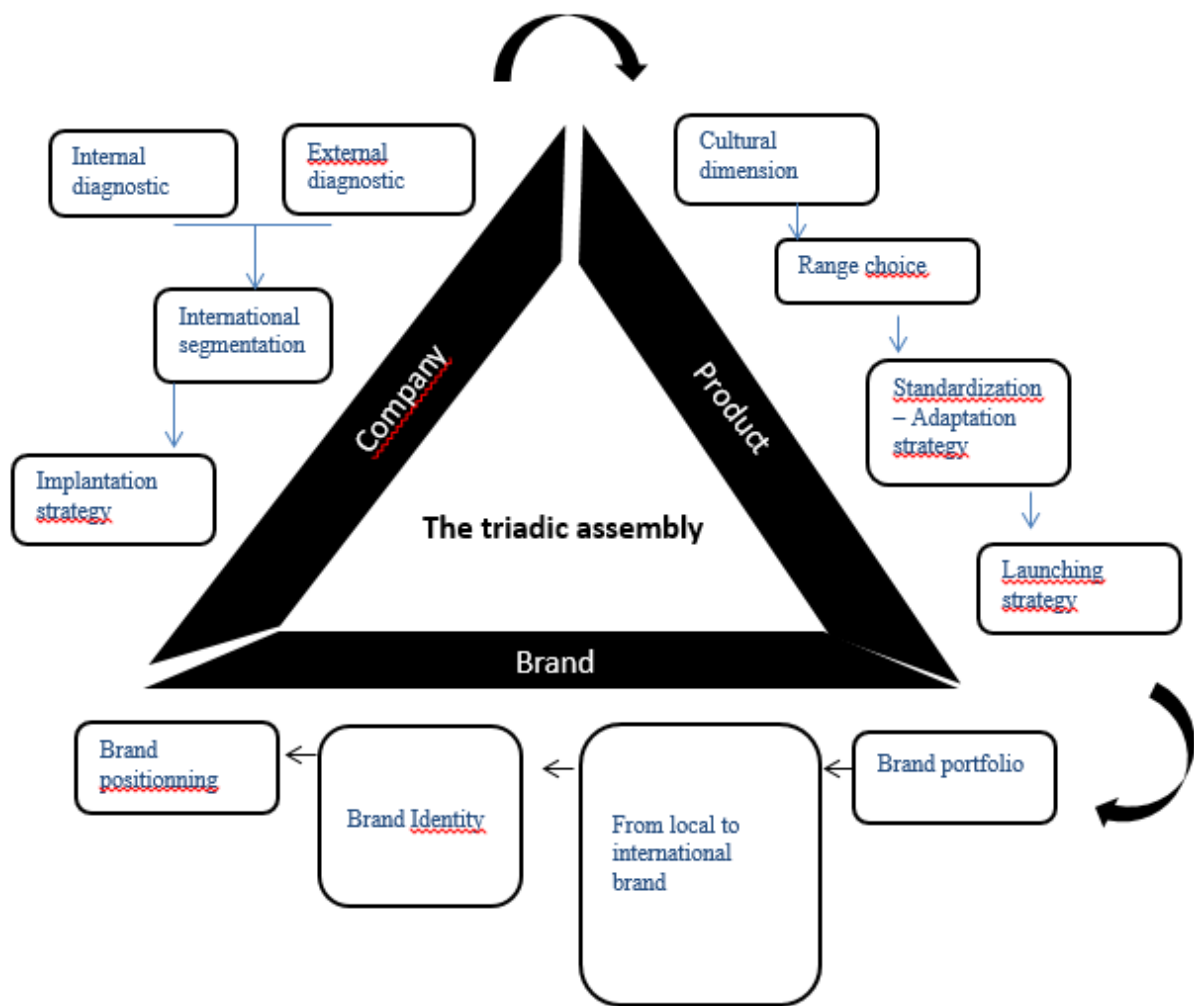 Internal
diagnostic
External
diagnostic
International
segmentation
Implantation
strategy
Company
Cultural
dimension
Range choice
Standardization
– Adaptation
strategy
Launching
strategy
Product
The triadic assembly
Brand
Brand portfolio
From local to
international
brand
Brand Identity
Brand
positionning